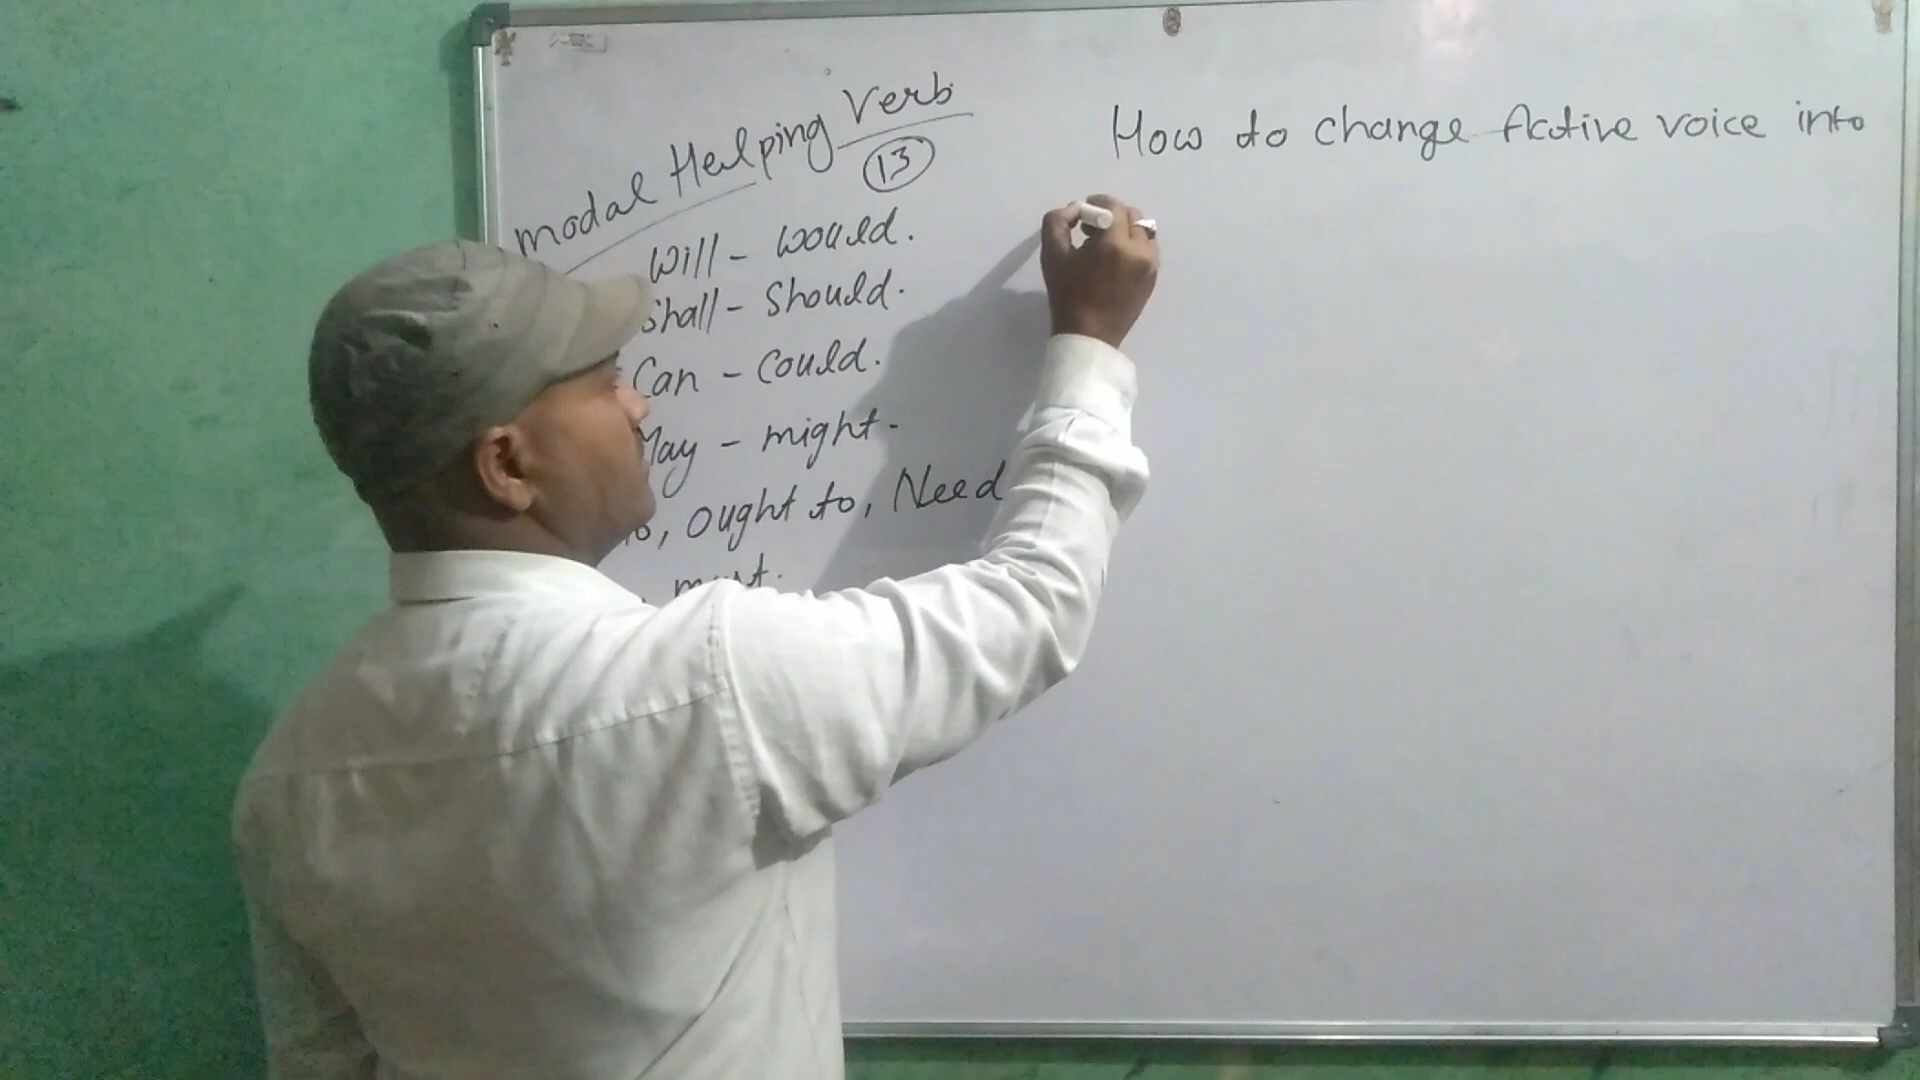 Modal Helping Verb
13
Will - Would.
Shall - Should.
Can - Could.
May - might.
, Ought to, Need
must.
How to change Active voice into